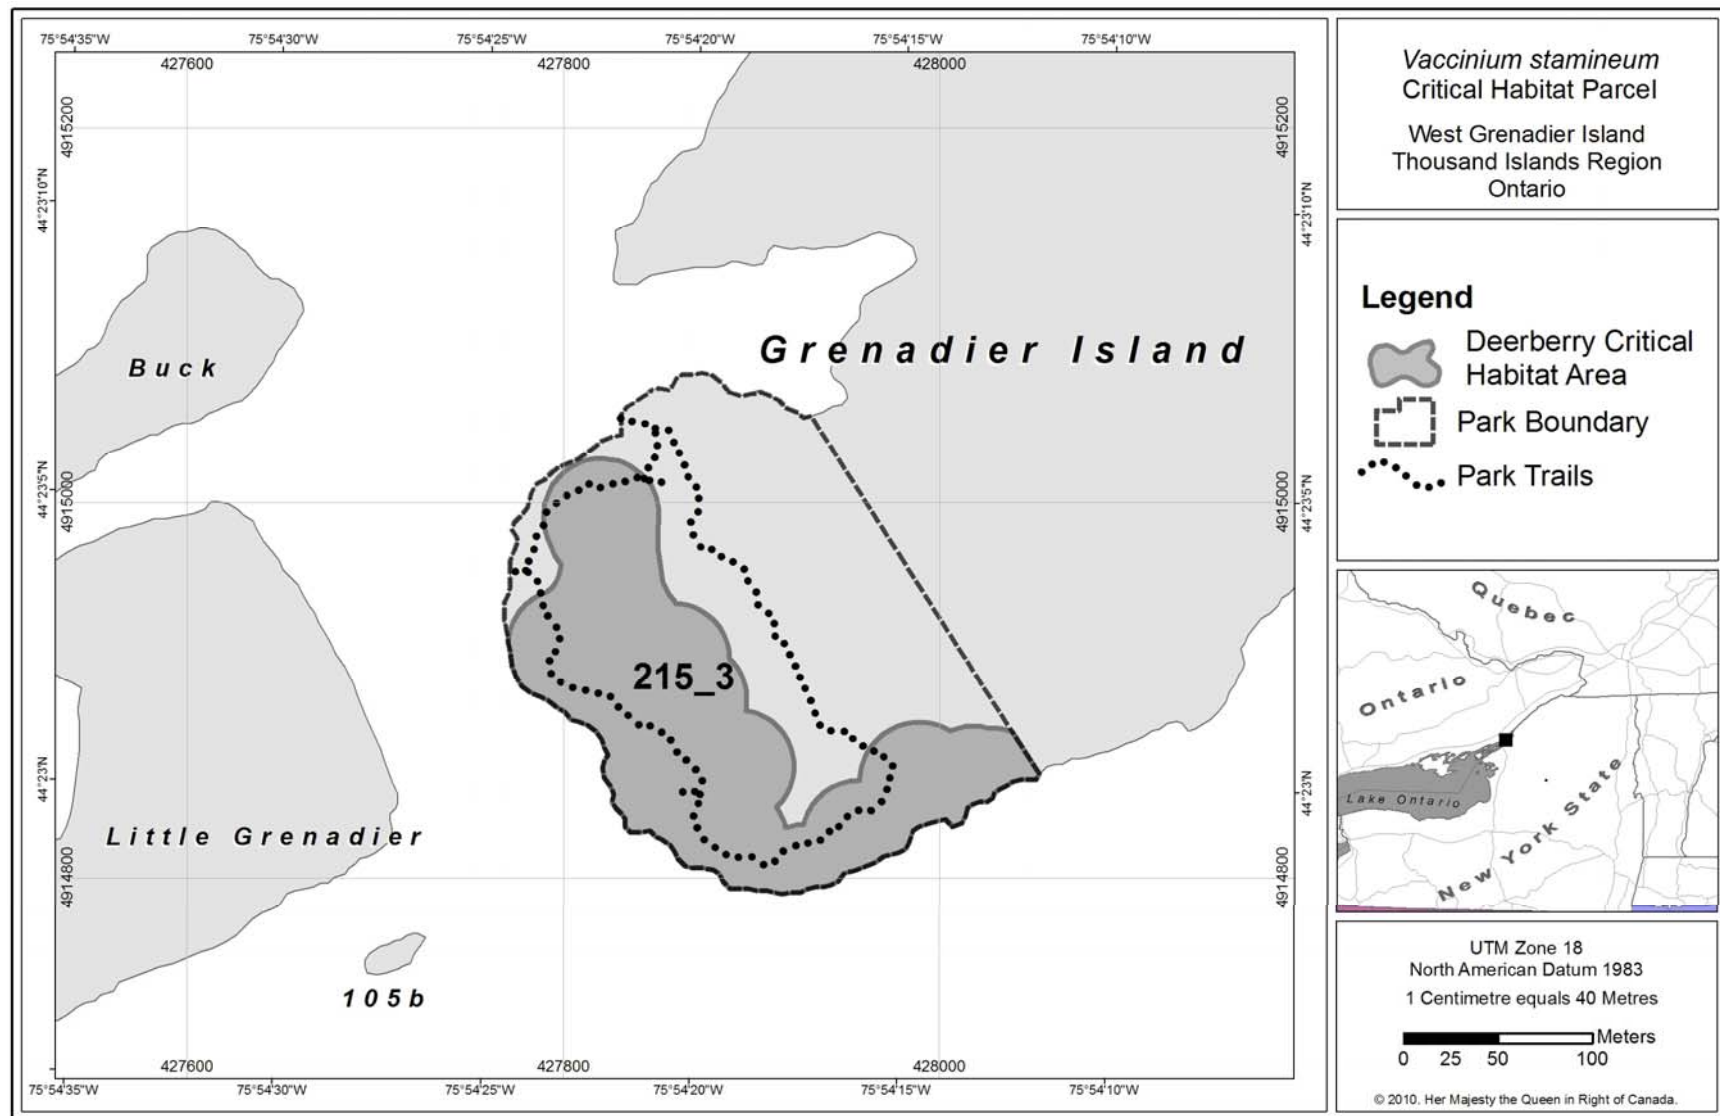 75°54'35"W 75°54'30"W 75°54'25"W 75°54'20"W 75°54'15"W 75°54'10"W
427600 427800 428000
4915200 4915200
44°23'10"N 44°23'10"N
Buck
Grenadier Island
44°23'5"N 4915000 4915000 44°23'5"N
215_3
44°23'N 44°23'N
Little Grenadier
4914800 4914800
105b
427600 427800 428000
75°54'35"W 75°54'30"W 75°54'25"W 75°54'20"W 75°54'15"W 75°54'10"W
Vaccinium stamineum
Critical Habitat Parcel
West Grenadier Island
Thousand Islands Region
Ontario
Legend
Deerberry Critical
Habitat Area
Park Boundary
Park Trails
Quebec
Ontario
Lake Ontario
New York State
UTM Zone 18
North American Datum 1983
1 Centimetre equals 40 Metres
Meters
0 25 50 100
© 2010. Her Majesty the Queen in Right of Canada.